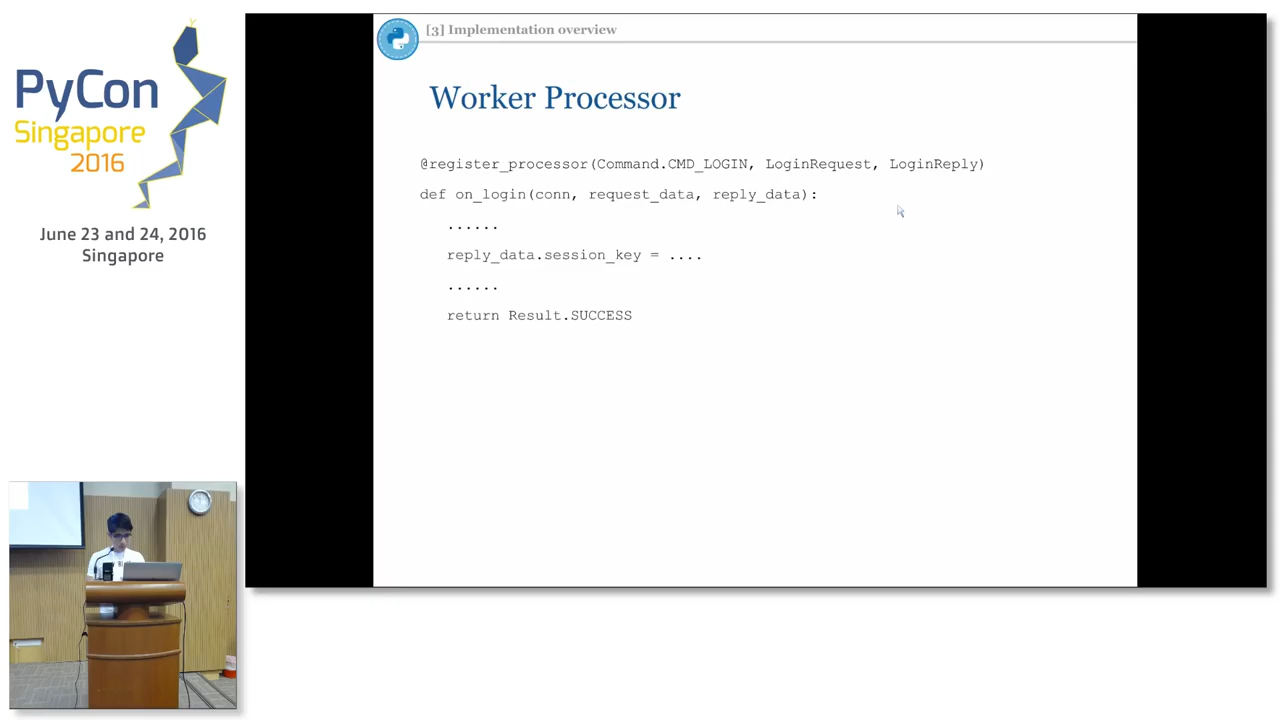 PyCon
Singapore
2016
June 23 and 24, 2016
Singapore
[3] Implementation overview
Worker Processor
@register_processor(Command.CMD_LOGIN, LoginRequest, LoginReply)
def on_login(conn, request_data, reply_data):
......
reply_data.session_key = ....
......
return Result.SUCCESS